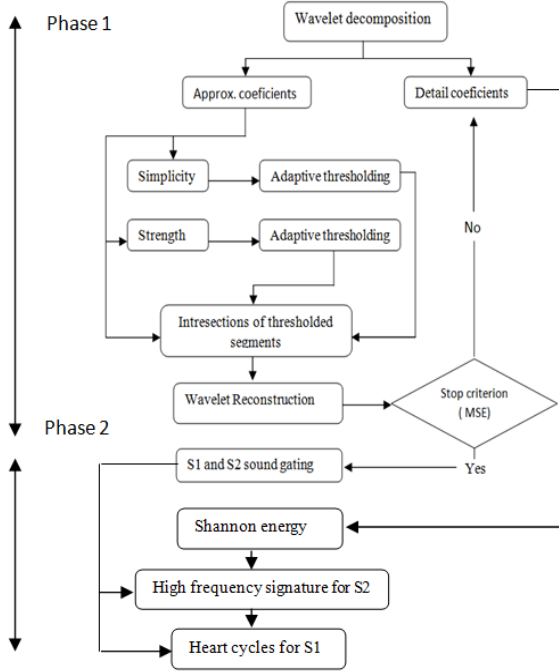 Phase 1
Wavelet decomposition
Approx. coeficients
Detail coeficients
Simplicity
Adaptive thresholding
Strength
Adaptive thresholding
No
Intresections of thresholded
segments
Wavelet Reconstruction
Stop criterion
( MSE)
Phase 2
S1 and S2 sound gating
Yes
Shannon energy
High frequency signature for S2
Heart cycles for S1